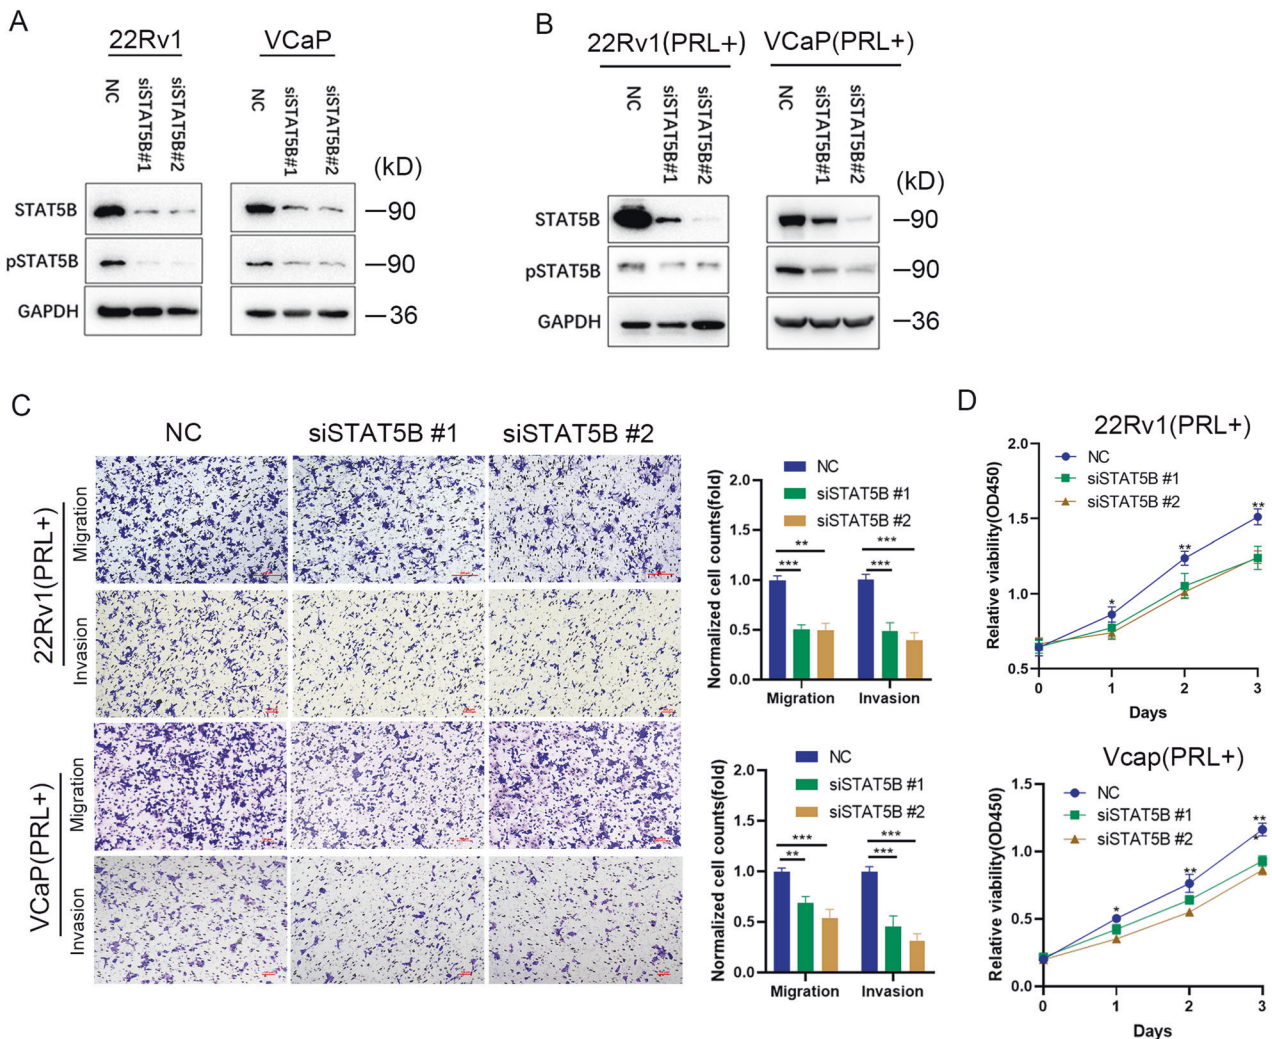 A
22Rv1
VCaP
NC
siSTAT5B#1
siSTAT5B#2
NC
siSTAT5B#1
siSTAT5B#2
(kD)
STAT5B
90
pSTAT5B
90
GAPDH
36
B
22Rv1(PRL+)
VCaP(PRL+)
NC
siSTAT5B#1
siSTAT5B#2
NC
siSTAT5B#1
siSTAT5B#2
(kD)
STAT5B
90
pSTAT5B
90
GAPDH
36
C
NC
siSTAT5B #1
siSTAT5B #2
22Rv1(PRL+)
Migration
Invasion
VCaP(PRL+)
Migration
Invasion
NC
siSTAT5B #1
siSTAT5B #2
Normalized cell counts(fold)
2.0
1.5
1.0
0.5
0.0
**
***
***
***
Migration
Invasion
NC
siSTAT5B #1
siSTAT5B #2
Normalized cell counts(fold)
2.0
1.5
1.0
0.5
0.0
***
**
***
***
Migration
Invasion
D
22Rv1(PRL+)
NC
siSTAT5B #1
siSTAT5B #2
Relative viability(OD450)
2.0
1.5
1.0
0.5
*
**
**
0
1
2
3
Days
Vcap(PRL+)
NC
siSTAT5B #1
siSTAT5B #2
Relative viability(OD450)
1.5
1.0
0.5
0.0
*
**
**
*
0
1
2
3
Days